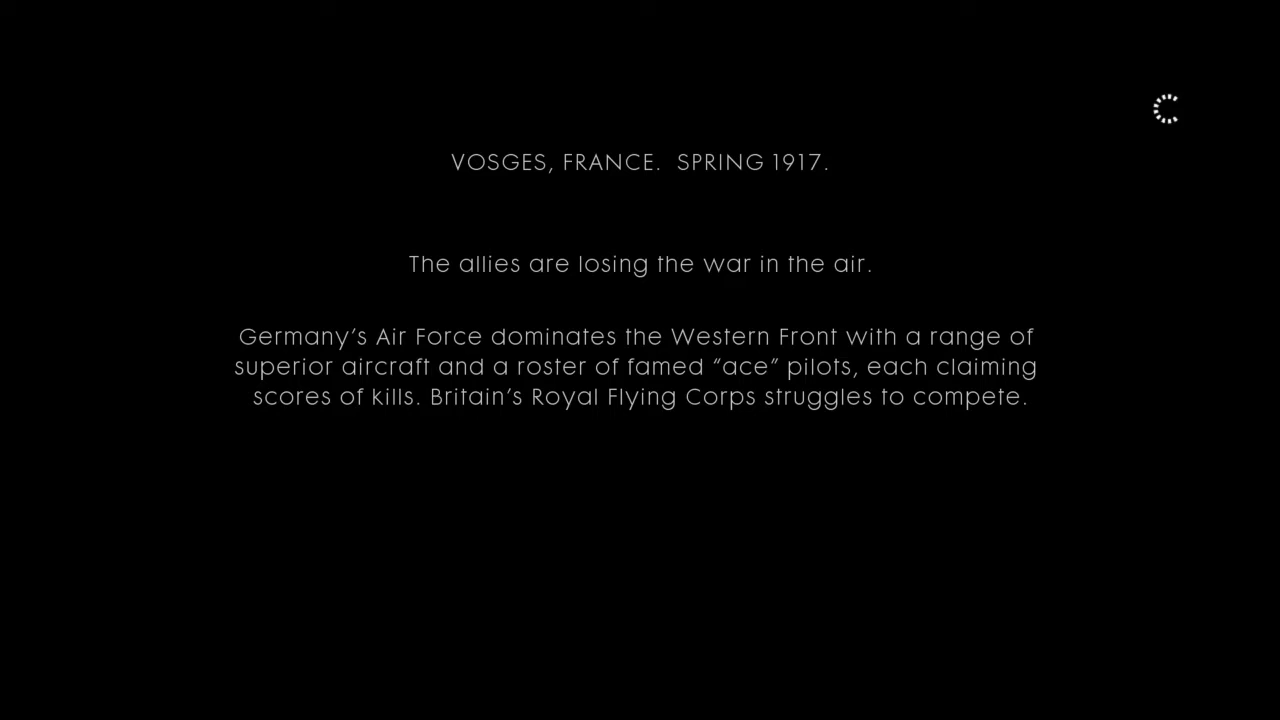 VOSGES, FRANCE.  SPRING 1917.
The allies are losing the war in the air.
Germany’s Air Force dominates the Western Front with a range of
superior aircraft and a roster of famed “ace” pilots, each claiming
scores of kills. Britain’s Royal Flying Corps struggles to compete.